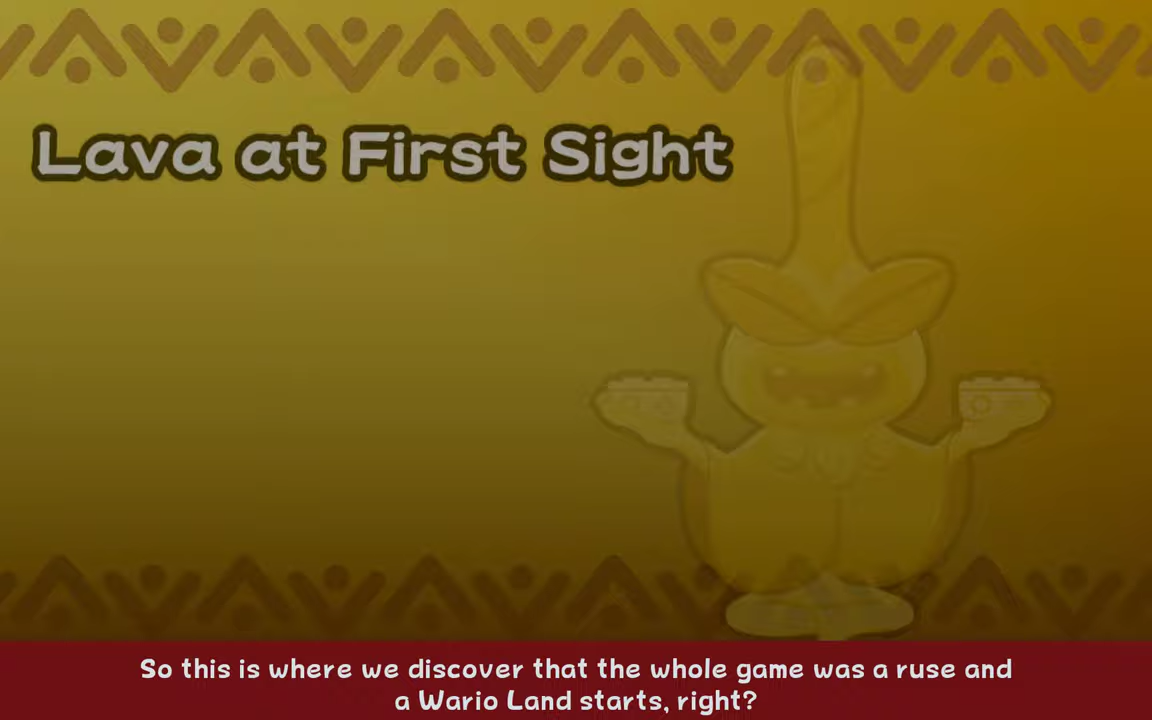 Lava at First Sight
So this is where we discover that the whole game was a ruse and
a Wario Land starts, right?